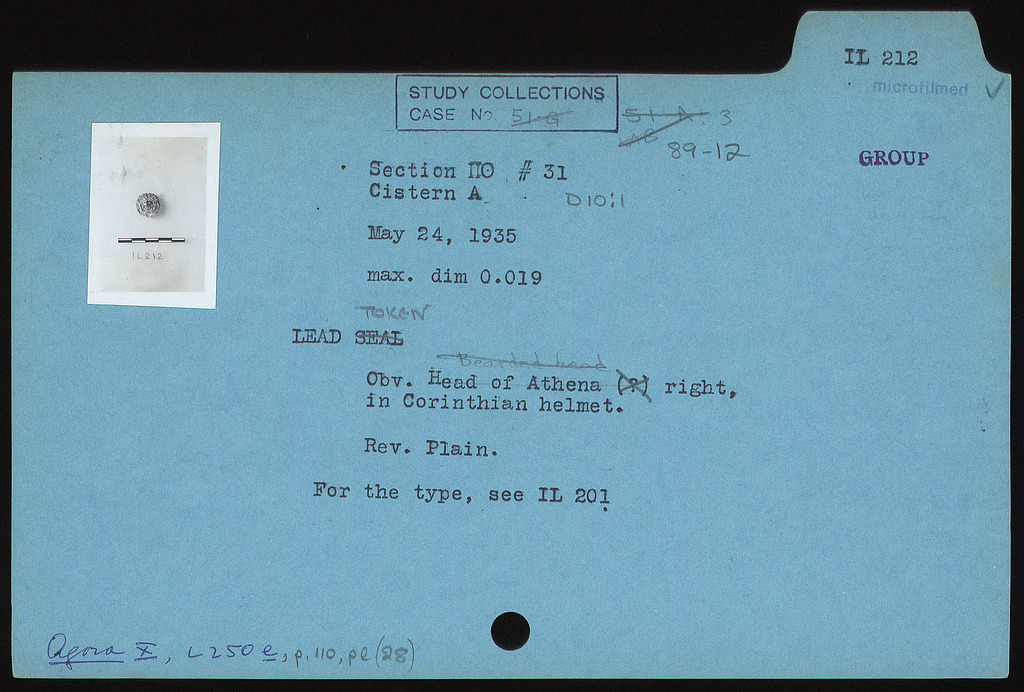 IL 212
microfilmed ✓
STUDY COLLECTIONS
CASE No. 51-G
51-A. 3
89-12
GROUP
Section ΠΟ # 31
Cistern A D10:1
May 24, 1935
max. dim 0.019
IL 212
TOKEN
LEAD SEAL
Bearded head
Obv. Head of Athena (?) right,
in Corinthian helmet.
Rev. Plain.
For the type, see IL 201
Agora X, L250 e, p. 110, pl (28)